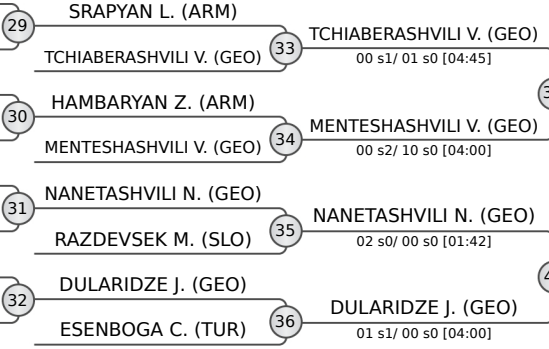 SRAPYAN L. (ARM)
29
33
TCHIABERASHVILI V. (GEO)
TCHIABERASHVILI V. (GEO)
00 s1/ 01 s0 [04:45]
HAMBARYAN Z. (ARM)
30
34
MENTESHASHVILI V. (GEO)
MENTESHASHVILI V. (GEO)
00 s2/ 10 s0 [04:00]
NANETASHVILI N. (GEO)
31
35
NANETASHVILI N. (GEO)
RAZDEVSEK M. (SLO)
02 s0/ 00 s0 [01:42]
DULARIDZE J. (GEO)
32
36
DULARIDZE J. (GEO)
ESENBOGA C. (TUR)
01 s1/ 00 s0 [04:00]